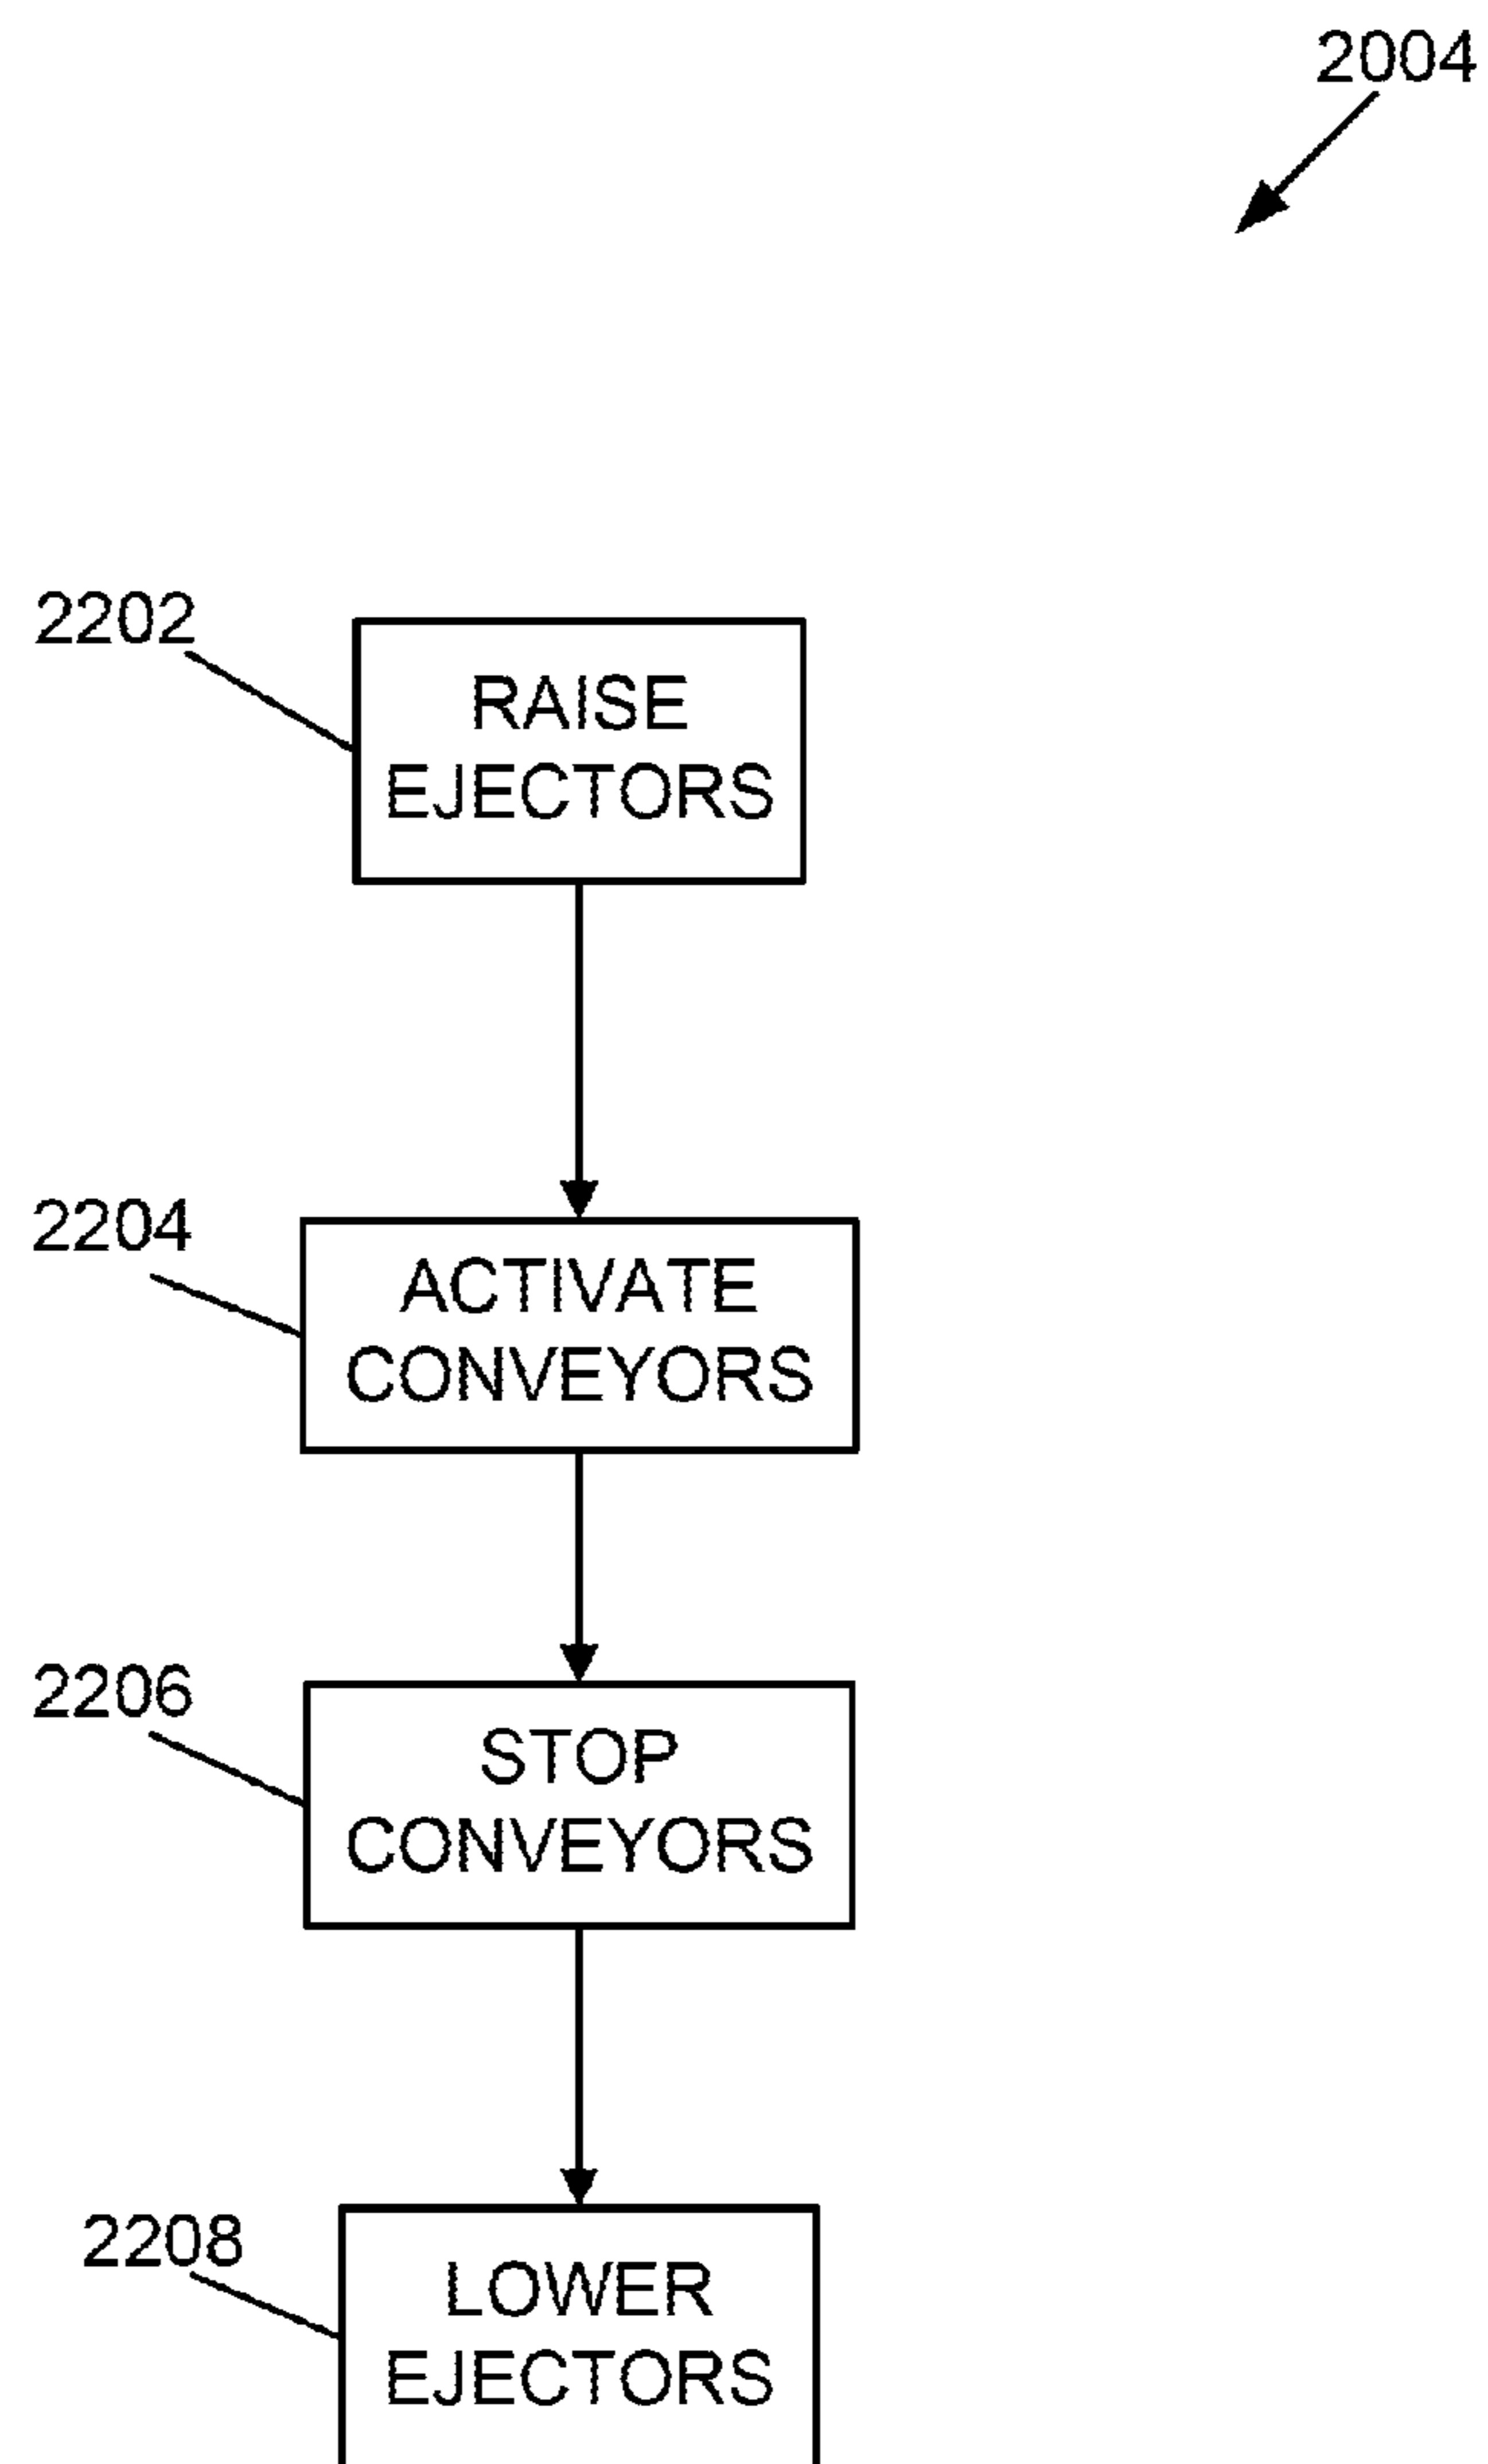 2004
2202
RAISE
EJECTORS
2204
ACTIVATE
CONVEYORS
2206
STOP
CONVEYORS
2208
LOWER
EJECTORS